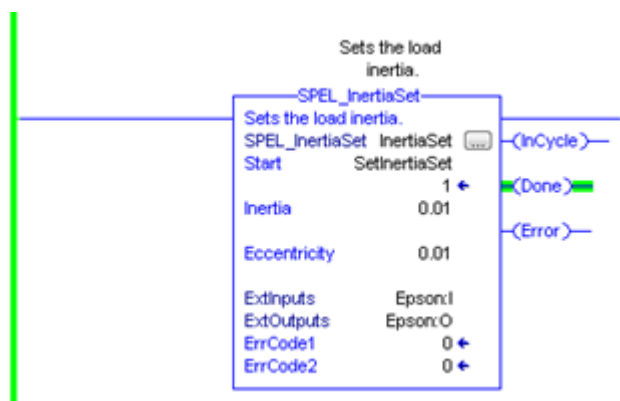 Sets the load
inertia.
SPEL_InertiaSet
Sets the load inertia.
SPEL_InertiaSet InertiaSet ...
(InCycle)
Start SetInertiaSet
1
(Done)
Inertia 0.01
(Error)
Eccentricity 0.01
ExtInputs Epson:I
ExtOutputs Epson:O
ErrCode1 0
ErrCode2 0